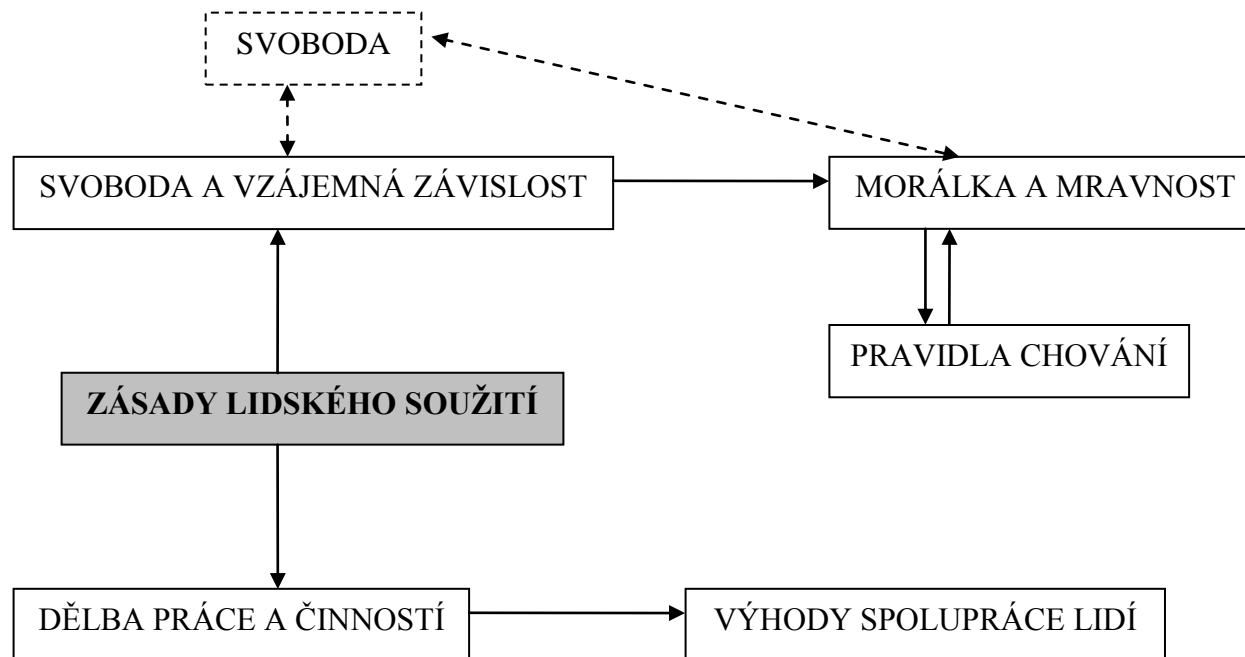 SVOBODA
SVOBODA A VZÁJEMNÁ ZÁVISLOST
MORÁLKA A MRAVNOST
PRAVIDLA CHOVÁNÍ
ZÁSADY LIDSKÉHO SOUŽITÍ
DĚLBA PRÁCE A ČINNOSTÍ
VÝHODY SPOLUPRÁCE LIDÍ